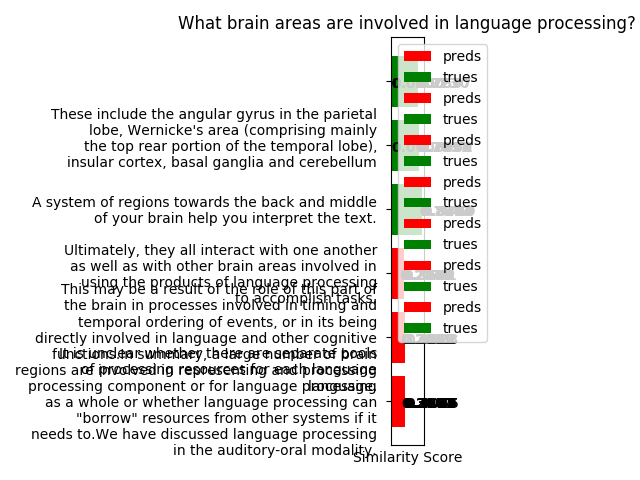 What brain areas are involved in language processing?
These include the angular gyrus in the parietal
lobe, Wernicke's area (comprising mainly
the top rear portion of the temporal lobe),
insular cortex, basal ganglia and cerebellum
A system of regions towards the back and middle
of your brain help you interpret the text.
Ultimately, they all interact with one another
as well as with other brain areas involved in
using the products of language processing
to accomplish tasks.
This may be a result of the role of this part of
the brain in processes involved in timing and
temporal ordering of events, or in its being
directly involved in language and other cognitive
functions.In summary, a large number of brain
regions are involved in representing and processing
It is unclear whether there are separate pools
of processing resources for each language
processing component or for language processing
as a whole or whether language processing can
"borrow" resources from other systems if it
needs to.We have discussed language processing
in the auditory-oral modality.
Similarity Score
preds
trues
preds
trues
preds
trues
preds
trues
preds
trues
preds
trues
preds
trues